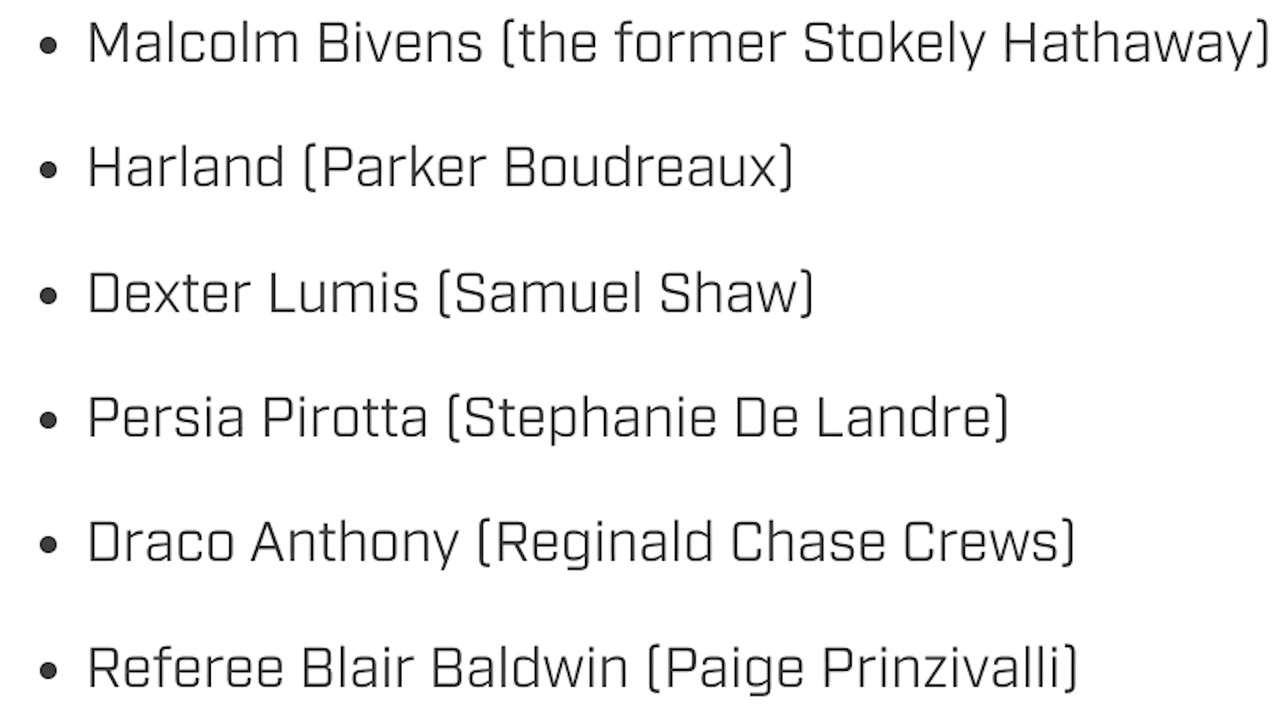 • Malcolm Bivens (the former Stokely Hathaway)
• Harland (Parker Boudreaux)
• Dexter Lumis (Samuel Shaw)
• Persia Pirotta (Stephanie De Landre)
• Draco Anthony (Reginald Chase Crews)
• Referee Blair Baldwin (Paige Prinzivalli)